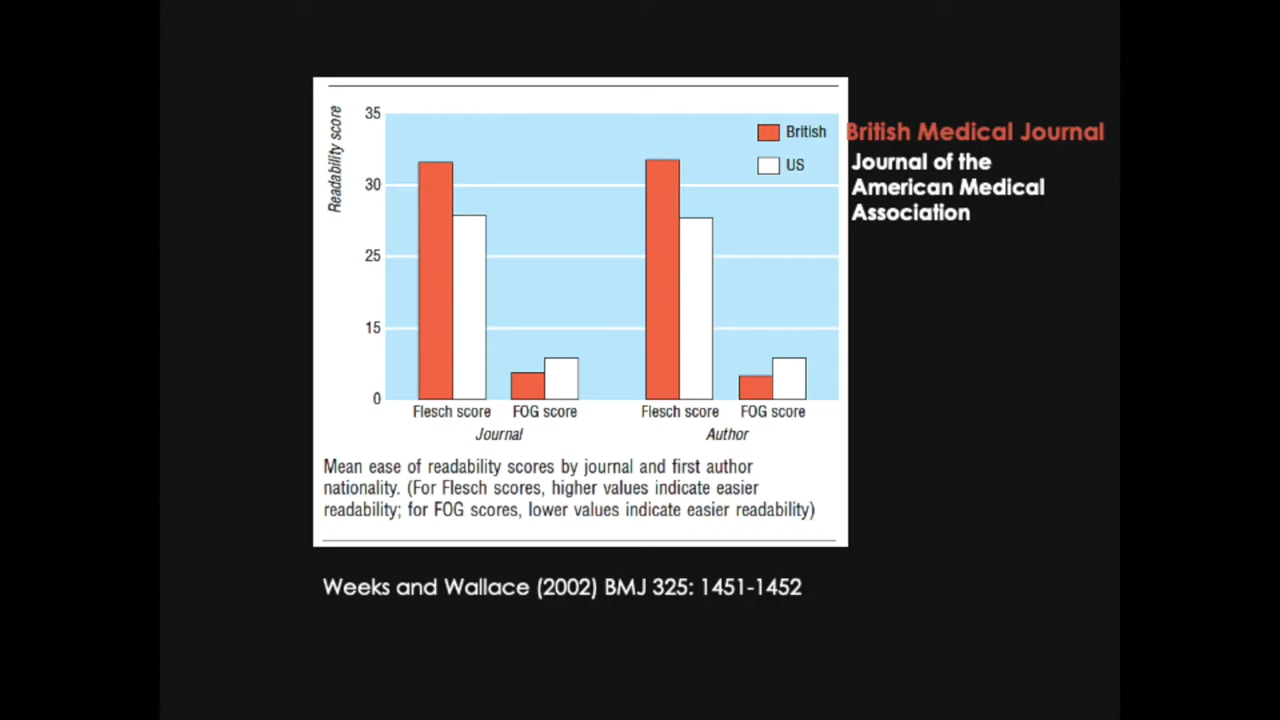 Readability score
35
30
25
15
0
British
US
British Medical Journal
Journal of the
American Medical
Association
Flesch score
FOG score
Flesch score
FOG score
Journal
Author
Mean ease of readability scores by journal and first author
nationality. (For Flesch scores, higher values indicate easier
readability; for FOG scores, lower values indicate easier readability)
Weeks and Wallace (2002) BMJ 325: 1451-1452